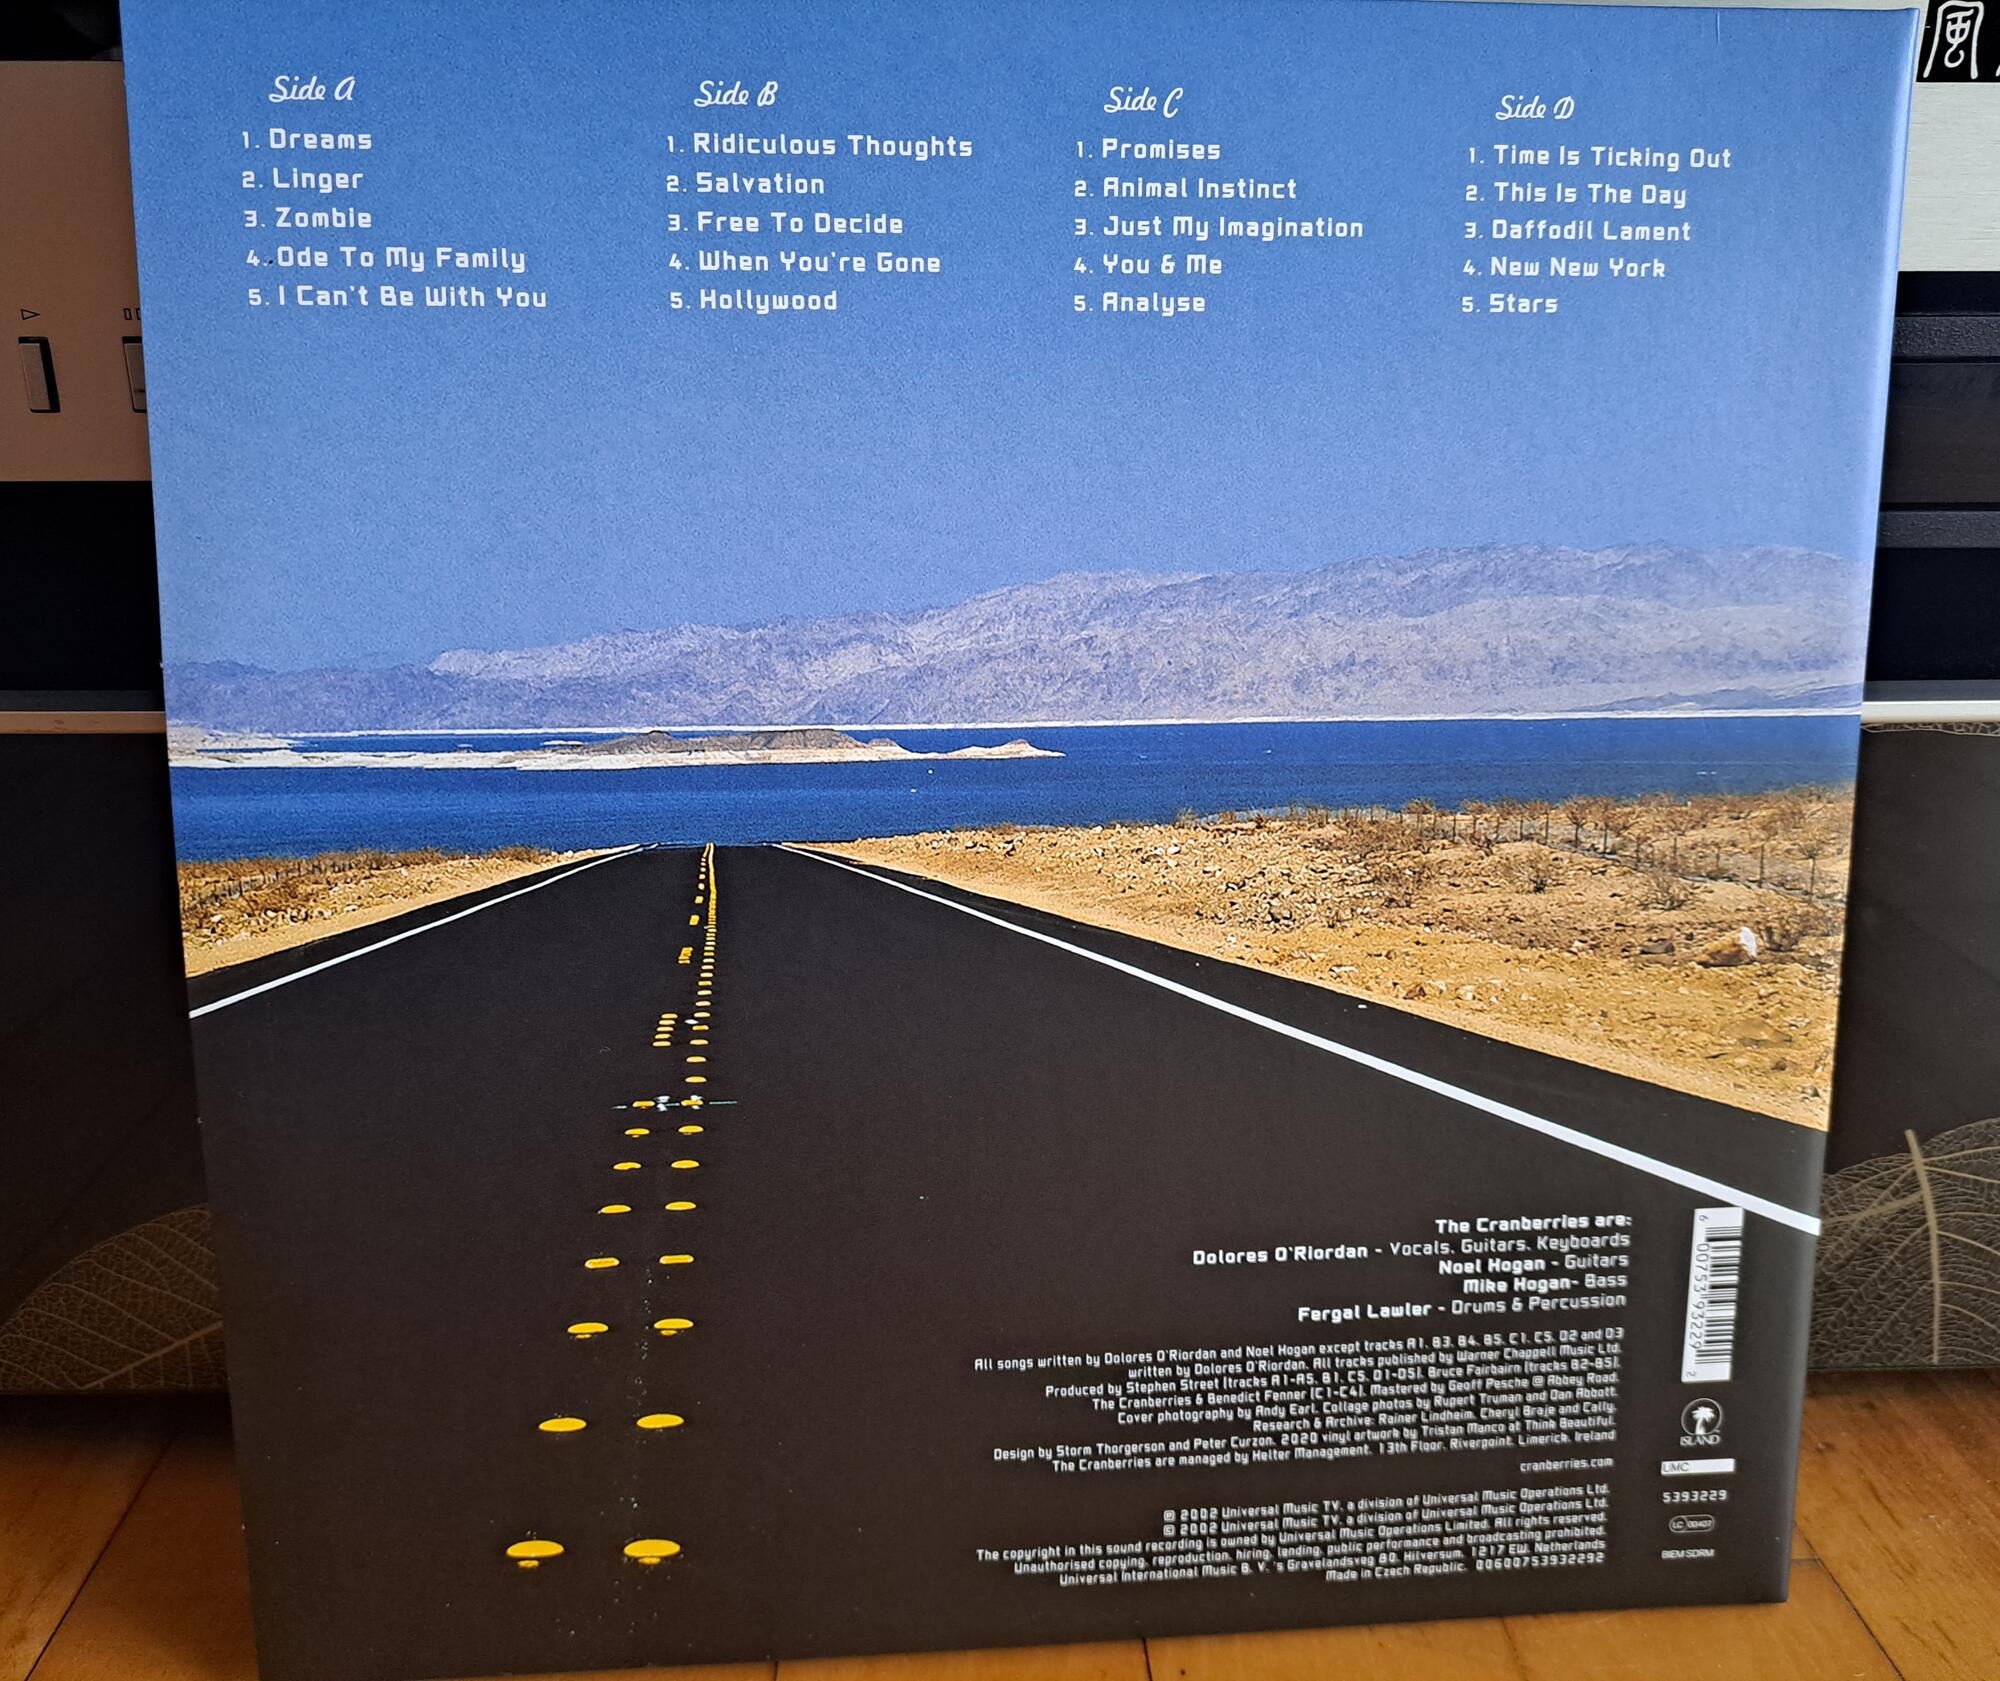 風
Side A
1. Dreams
2. Linger
3. Zombie
4. Ode To My Family
5. I Can't Be With You
Side B
1. Ridiculous Thoughts
2. Salvation
3. Free To Decide
4. When You're Gone
5. Hollywood
Side C
1. Promises
2. Animal Instinct
3. Just My Imagination
4. You & Me
5. Analyse
Side D
1. Time Is Ticking Out
2. This Is The Day
3. Daffodil Lament
4. New New York
5. Stars
The Cranberries are:
Dolores O'Riordan - Vocals, Guitars, Keyboards
Noel Hogan - Guitars
Mike Hogan- Bass
Fergal Lawler - Drums & Percussion
All songs written by Dolores O'Riordan and Noel Hogan except tracks A1, B3, B4, B5, C1, C5, D2 and D3
written by Dolores O'Riordan. All tracks published by Warner Chappell Music Ltd.
Produced by Stephen Street (tracks A1-A5, B1, C5, D1-D5), Bruce Fairbairn (tracks B2-B5),
The Cranberries & Benedict Fenner (C1-C4). Mastered by Geoff Pesche @ Abbey Road.
Cover photography by Andy Earl. Collage photos by Rupert Truman and Dan Abbott.
Research & Archive: Rainer Lindheim, Cheryl Braje and Cally.
Design by Storm Thorgerson and Peter Curzon. 2020 vinyl artwork by Tristan Manco at Think Beautiful.
The Cranberries are managed by Helter Management, 13th Floor, Riverpoint, Limerick, Ireland
cranberries.com
℗ 2002 Universal Music TV, a division of Universal Music Operations Ltd.
© 2002 Universal Music TV, a division of Universal Music Operations Ltd.
The copyright in this sound recording is owned by Universal Music Operations Limited. All rights reserved.
Unauthorised copying, reproduction, hiring, lending, public performance and broadcasting prohibited.
Universal International Music B. V. 's Gravelandsveg 80, Hilversum, 1217 EW, Netherlands
Made in Czech Republic. 00600753932292
6 00753 93229 2
ISLAND
UMC
5393229
LC 00407
BIEM SDRM